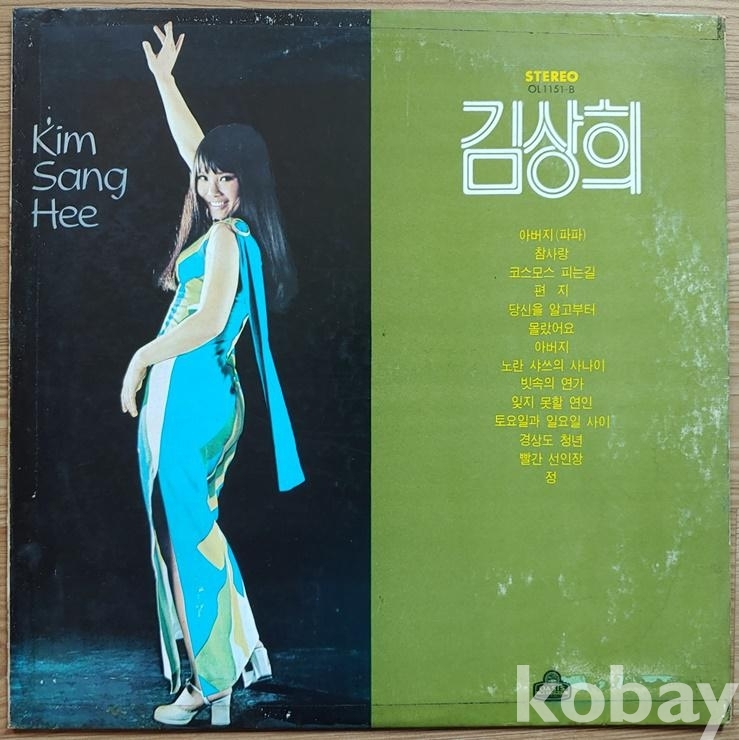 Kim
Sang
Hee
STEREO
OL1151-B
김상희
아버지(파파)
참사랑
코스모스 피는길
편 지
당신을 알고부터
몰랐어요
아버지
노란 샤쓰의 사나이
빗속의 연가
잊지 못할 연인
토요일과 일요일 사이
경상도 청년
빨간 선인장
정
kobay